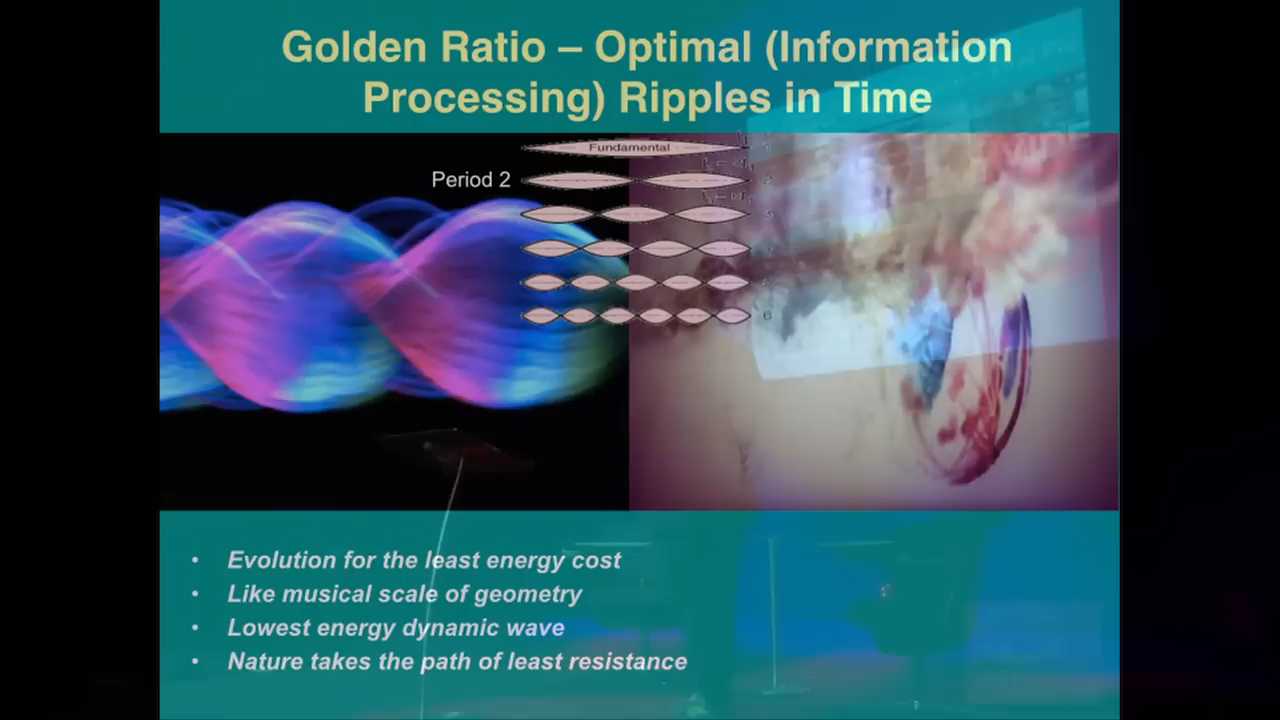 Golden Ratio – Optimal (Information
Processing) Ripples in Time
Fundamental
Period 2
6
• Evolution for the least energy cost
• Like musical scale of geometry
• Lowest energy dynamic wave
• Nature takes the path of least resistance